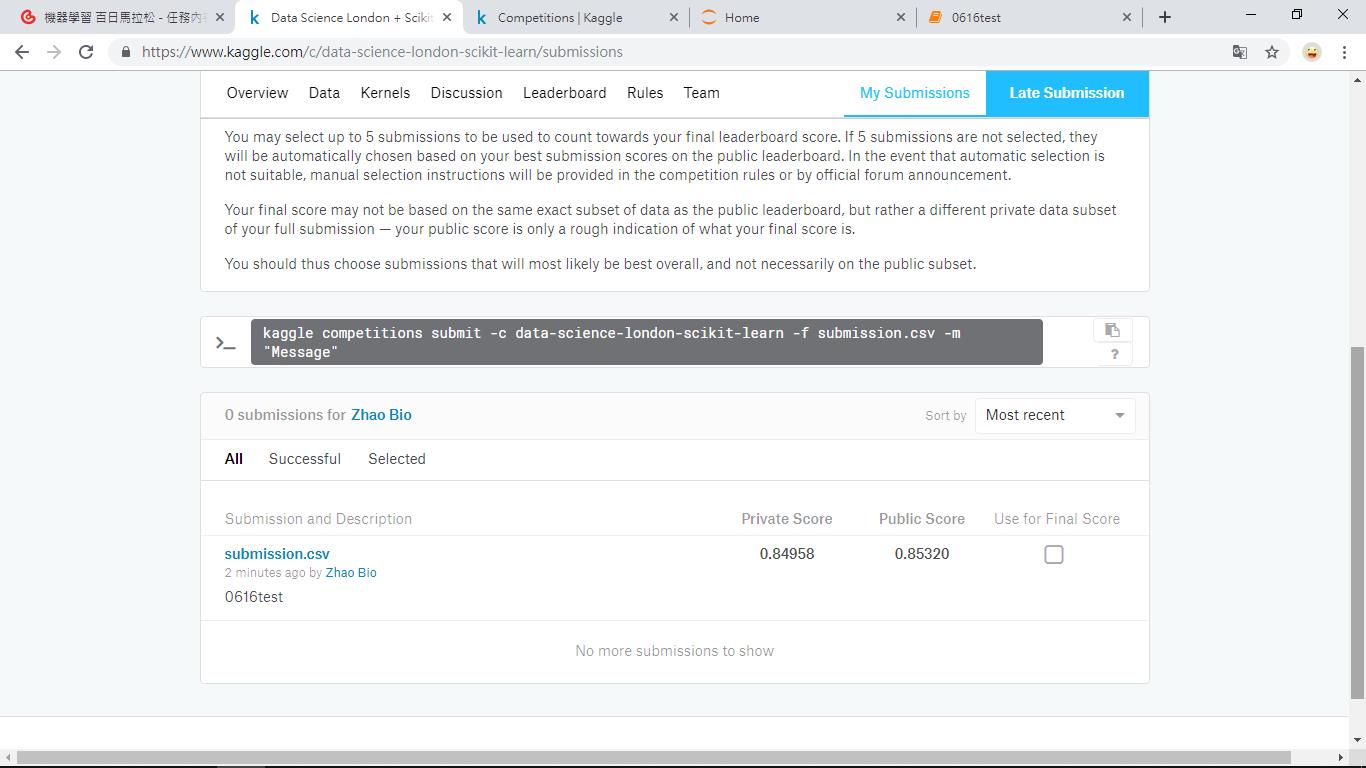 機器學習 百日馬拉松 - 任務內容
Data Science London + Scikit
Competitions | Kaggle
Home
0616test
https://www.kaggle.com/c/data-science-london-scikit-learn/submissions
Overview Data Kernels Discussion Leaderboard Rules Team My Submissions Late Submission
You may select up to 5 submissions to be used to count towards your final leaderboard score. If 5 submissions are not selected, they
will be automatically chosen based on your best submission scores on the public leaderboard. In the event that automatic selection is
not suitable, manual selection instructions will be provided in the competition rules or by official forum announcement.
Your final score may not be based on the same exact subset of data as the public leaderboard, but rather a different private data subset
of your full submission — your public score is only a rough indication of what your final score is.
You should thus choose submissions that will most likely be best overall, and not necessarily on the public subset.
kaggle competitions submit -c data-science-london-scikit-learn -f submission.csv -m
"Message"
?
0 submissions for Zhao Bio
Sort by Most recent
All Successful Selected
Submission and Description Private Score Public Score Use for Final Score
submission.csv 0.84958 0.85320
2 minutes ago by Zhao Bio
0616test
No more submissions to show